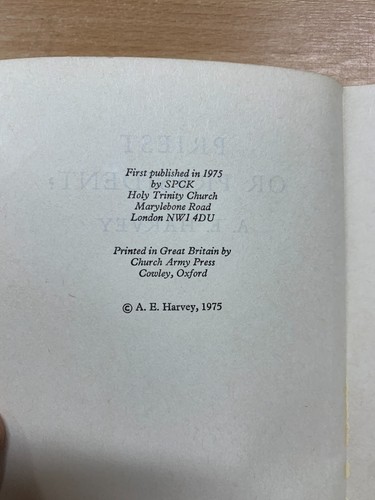 First published in 1975
by SPCK
Holy Trinity Church
Marylebone Road
London NW1 4DU
Printed in Great Britain by
Church Army Press
Cowley, Oxford
© A. E. Harvey, 1975